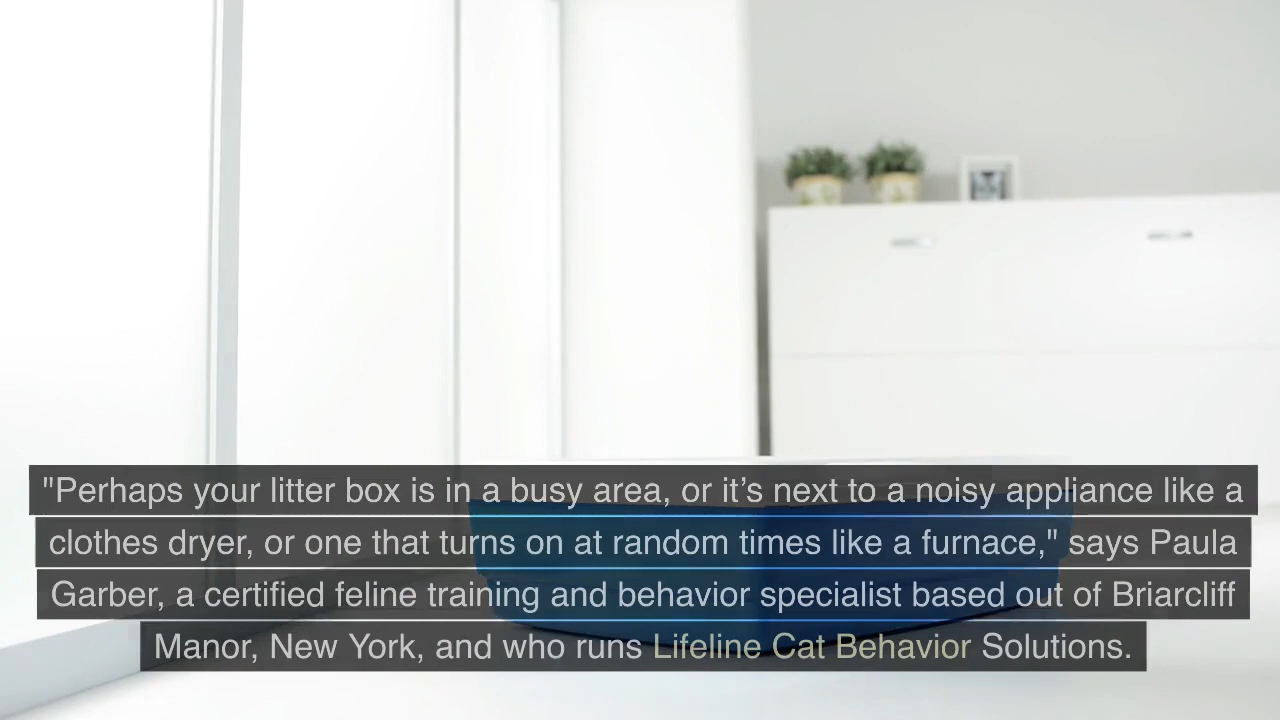 "Perhaps your litter box is in a busy area, or it’s next to a noisy appliance like a
clothes dryer, or one that turns on at random times like a furnace," says Paula
Garber, a certified feline training and behavior specialist based out of Briarcliff
Manor, New York, and who runs Lifeline Cat Behavior Solutions.